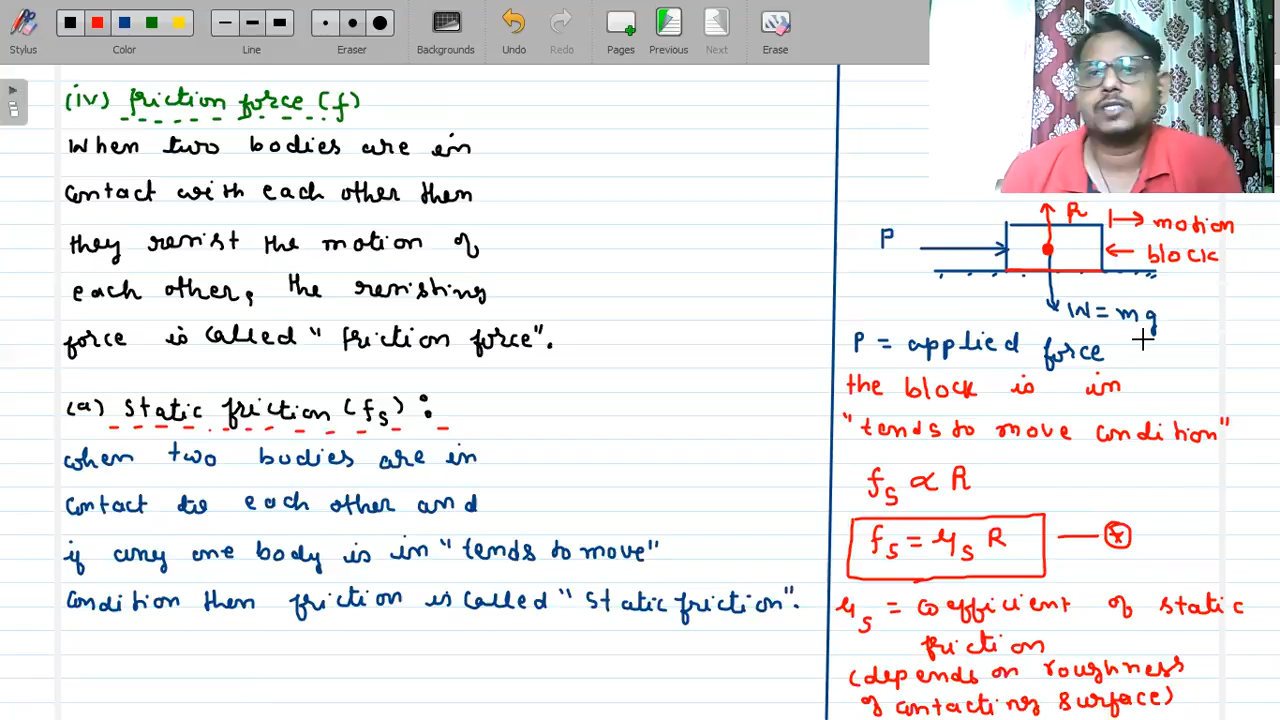 Stylus
Color
Line
Eraser
Backgrounds
Undo
Redo
Pages
Previous
Next
Erase
(iv) friction force (f)
When two bodies are in
contact with each other then
they resist the motion of
each other, the resisting
force is called "friction force".
(a) Static friction (fs) :
when two bodies are in
contact to each other and
if any one body is in "tends to move"
condition then friction is called "static friction".
R
motion
P
block
W = mg
P = applied force
the block is in
"tends to move condition"
fs ∝ R
fs = μs R
μs = coefficient of static
friction
(depends on roughness
of contacting surface)